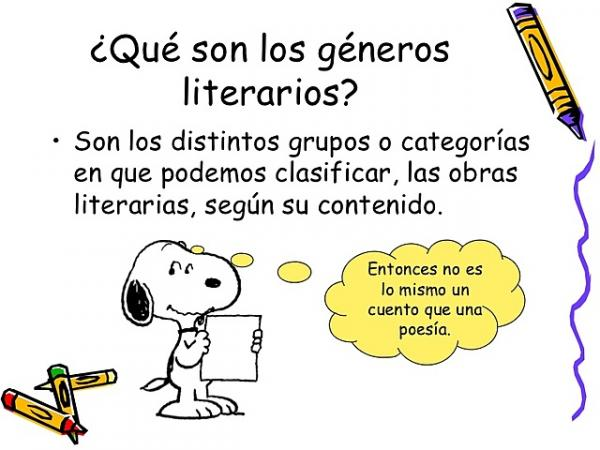 ¿Qué son los géneros
literarios?
• Son los distintos grupos o categorías
en que podemos clasificar, las obras
literarias, según su contenido.
Entonces no es
lo mismo un
cuento que una
poesía.